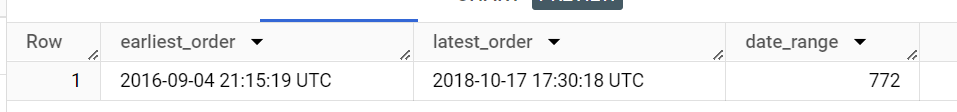 PREVIEW
Row earliest_order latest_order date_range
1 2016-09-04 21:15:19 UTC 2018-10-17 17:30:18 UTC 772